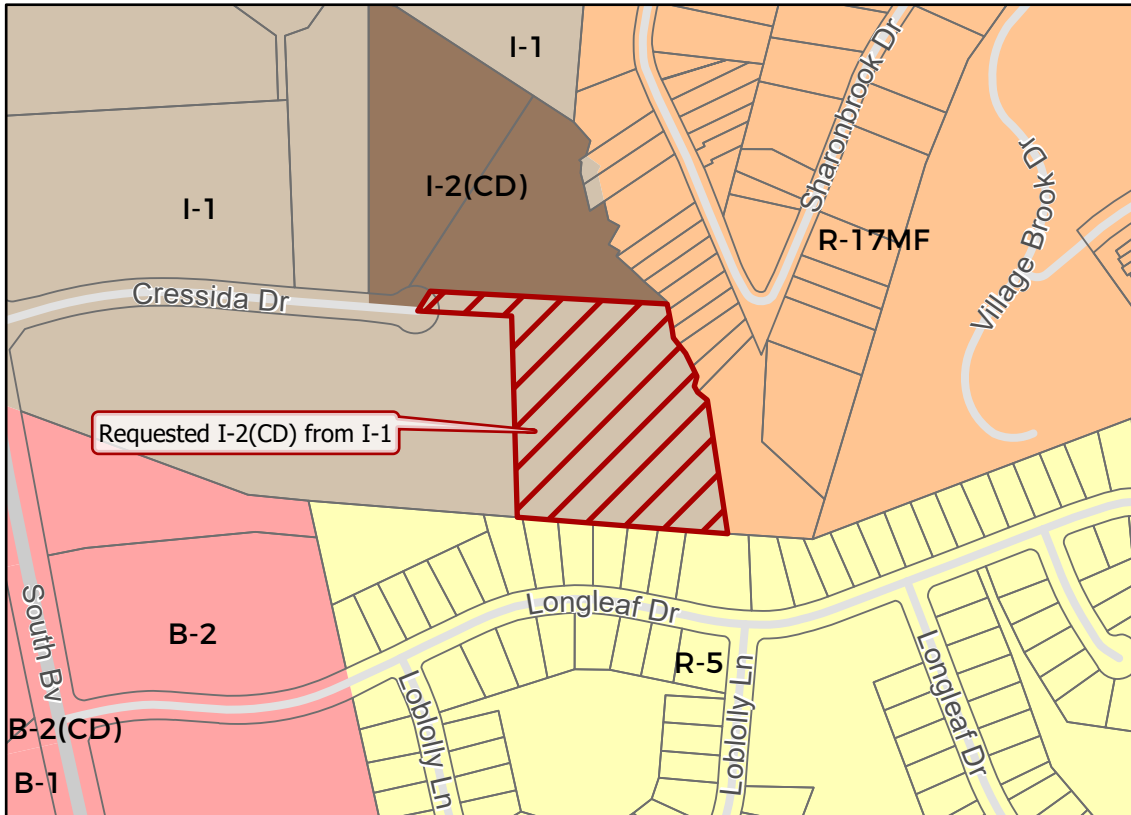 I-1
Sharonbrook Dr
I-2(CD)
I-1
R-17MF
Village Brook Dr
Cressida Dr
Requested I-2(CD) from I-1
South Bv
B-2
Longleaf Dr
R-5
Loblolly Ln
Loblolly Ln
Longleaf Dr
B-2(CD)
B-1